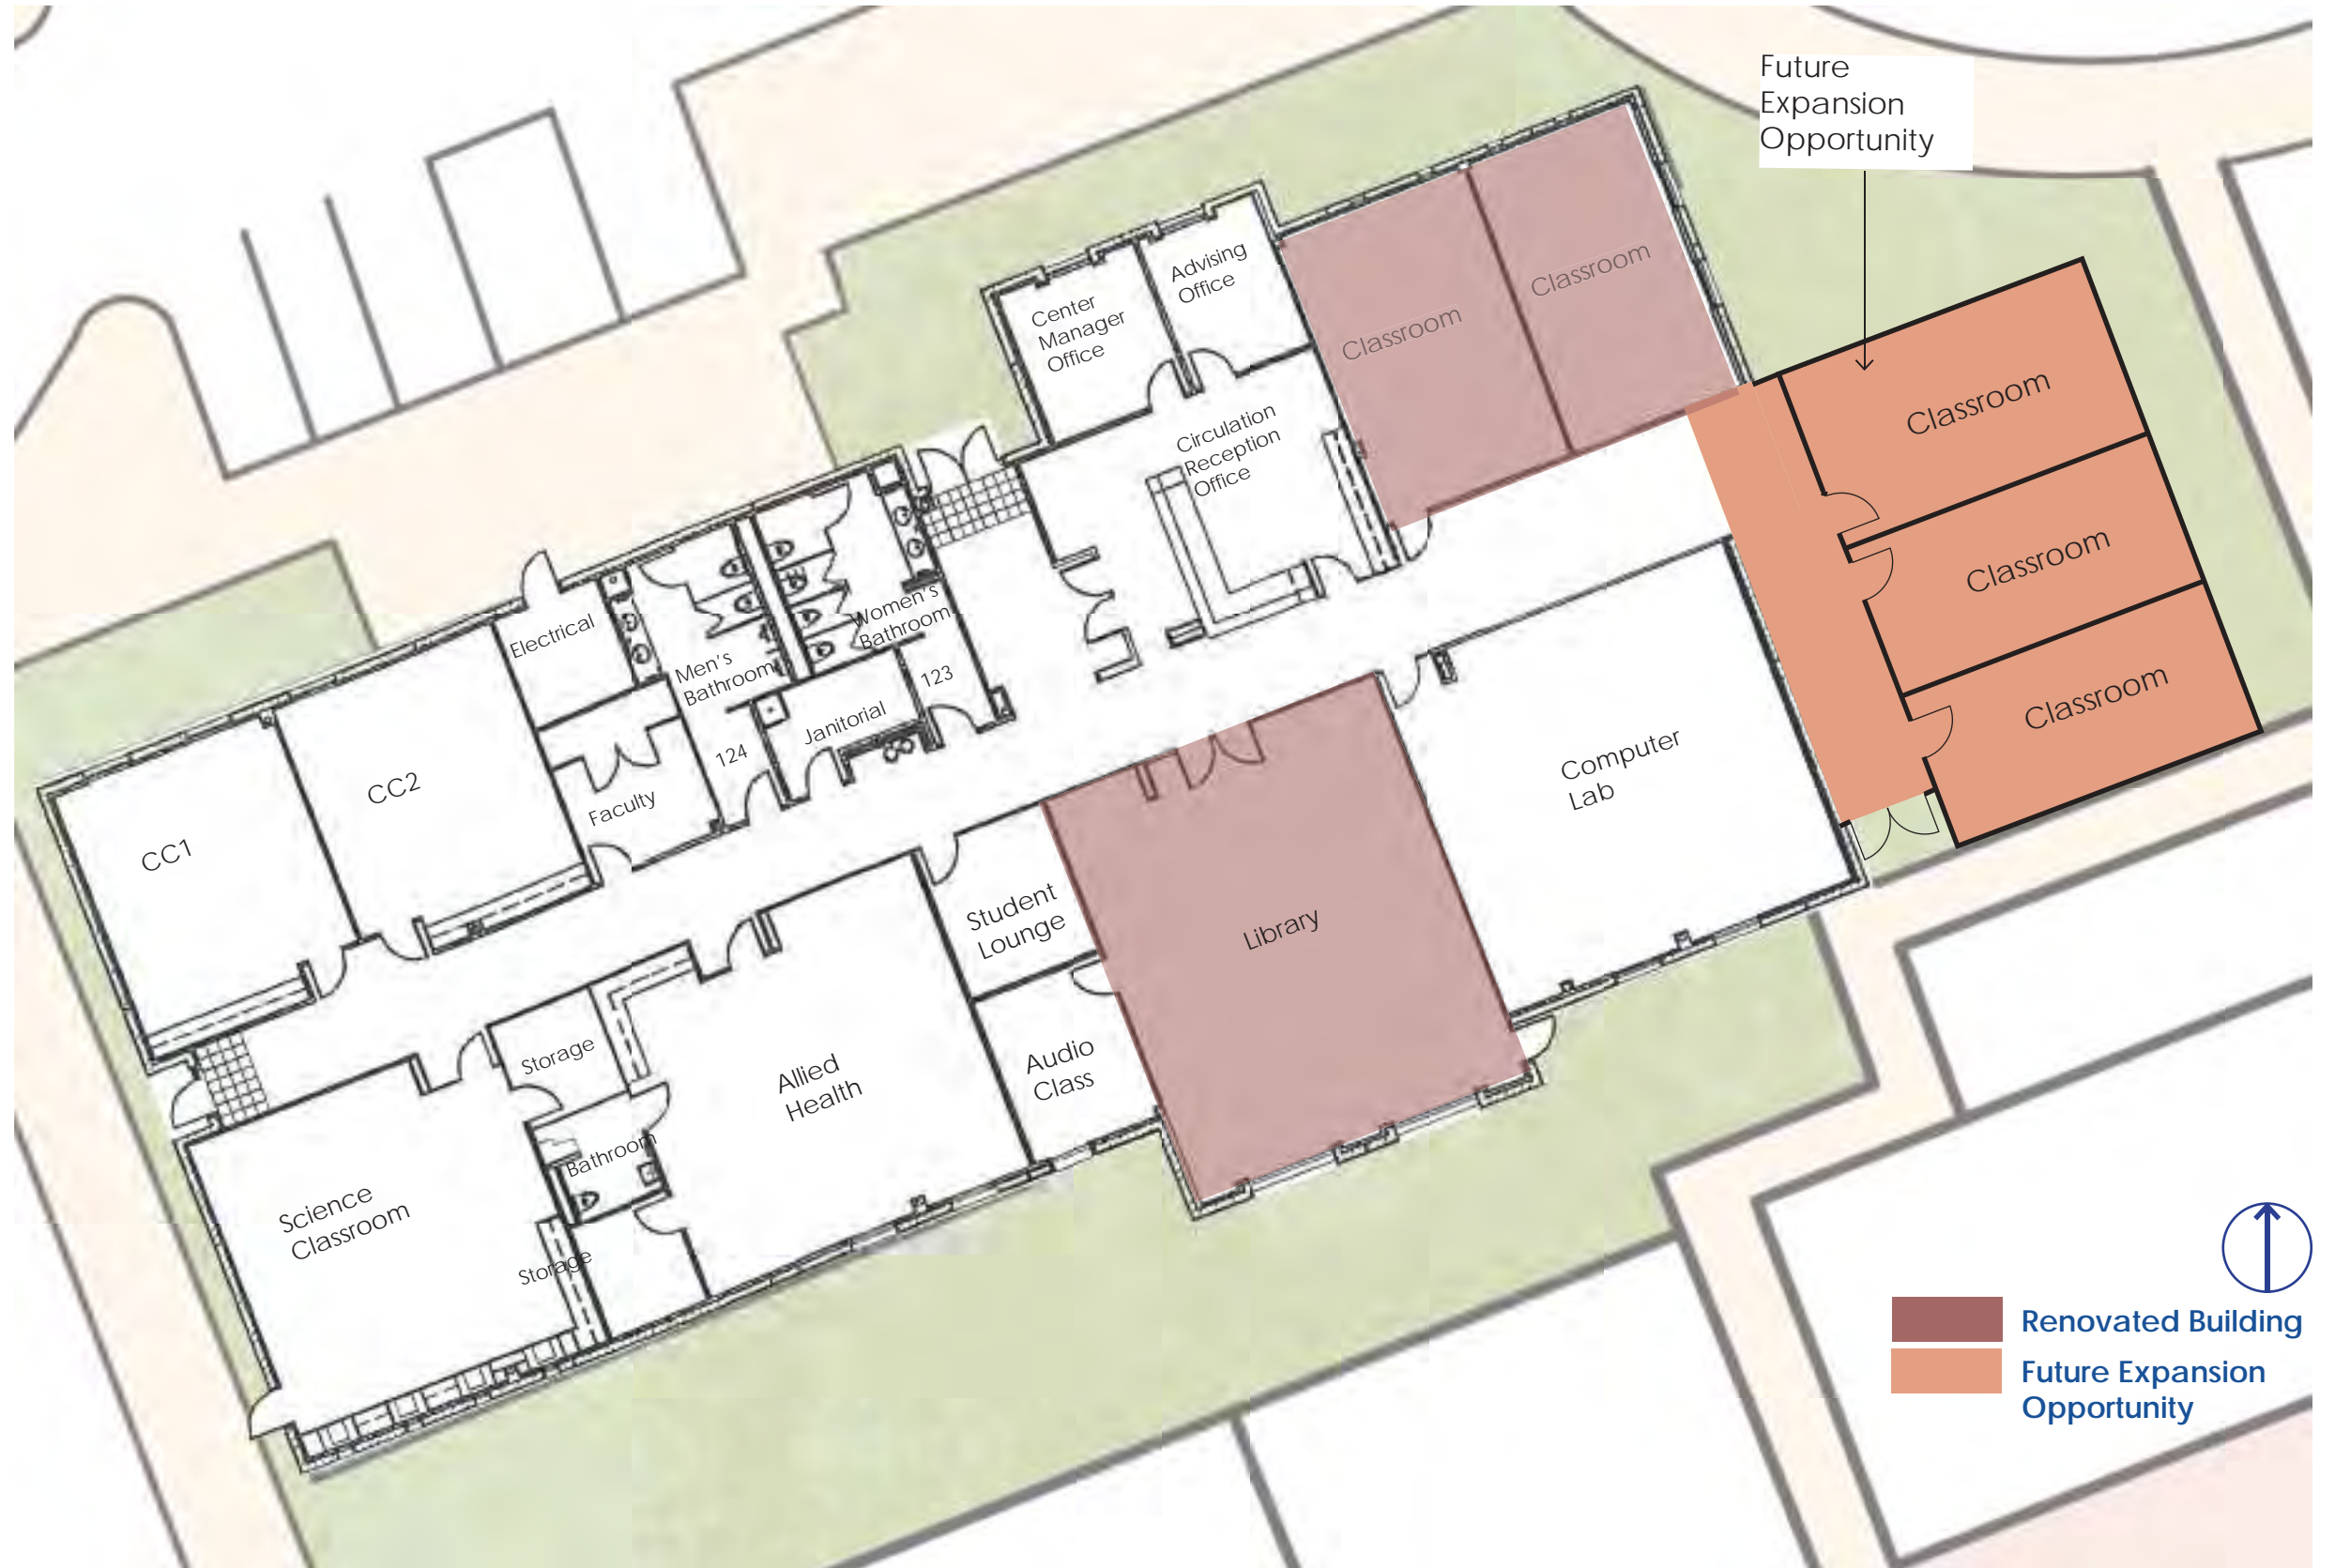 Future
Expansion
Opportunity
Advising
Office
Center
Manager
Office
Classroom
Classroom
Circulation
Reception
Office
Classroom
Classroom
Classroom
Electrical
Women's
Bathroom
Men's
Bathroom
123
124
Janitorial
CC2
CC1
Faculty
Computer
Lab
Student
Lounge
Library
Storage
Allied
Health
Audio
Class
Bathroom
Science
Classroom
Storage
Renovated Building
Future Expansion
Opportunity